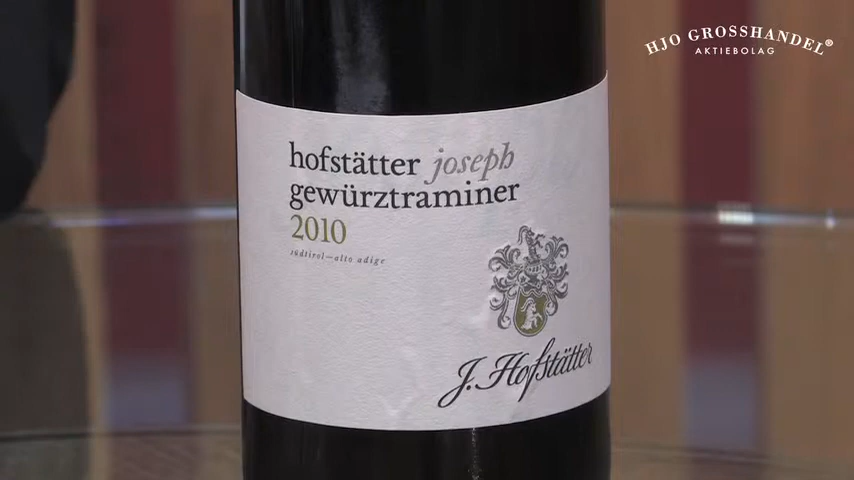 HJO GROSSHANDEL®
AKTIEBOLAG
hofstätter joseph
gewürztraminer
2010
südtirol—alto adige
J. Hofstätter